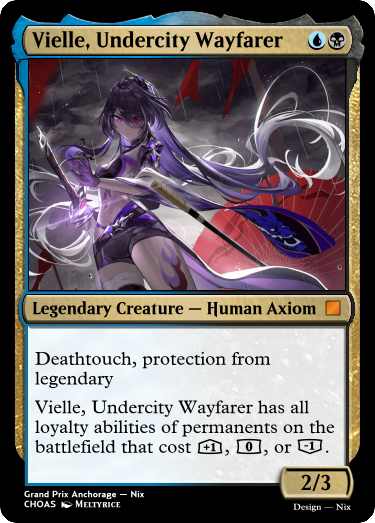 Vielle, Undercity Wayfarer
Legendary Creature — Human Axiom
Deathtouch, protection from
legendary
Vielle, Undercity Wayfarer has all
loyalty abilities of permanents on the
battlefield that cost +1, 0, or -1.
2/3
Grand Prix Anchorage — Nix
CHOAS Meltyrice
Design — Nix